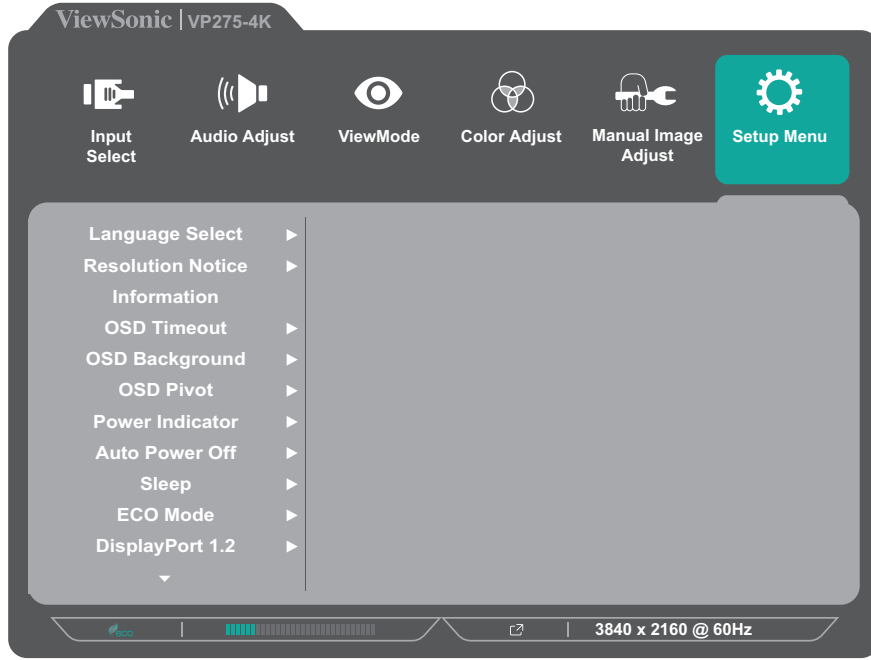 ViewSonic | VP275-4K
Input
Select
Audio Adjust
ViewMode
Color Adjust
Manual Image
Adjust
Setup Menu
Language Select
Resolution Notice
Information
OSD Timeout
OSD Background
OSD Pivot
Power Indicator
Auto Power Off
Sleep
ECO Mode
DisplayPort 1.2
eco
3840 x 2160 @ 60Hz